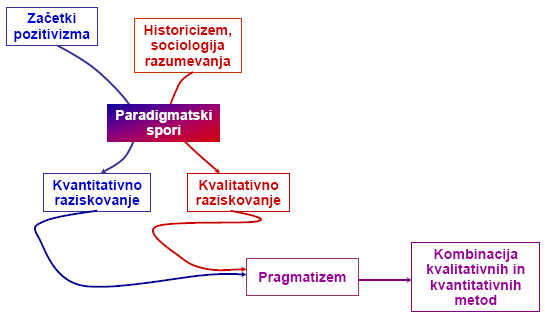 Začetki
pozitivizma
Historicizem,
sociologija
razumevanja
Paradigmatski
spori
Kvantitativno
raziskovanje
Kvalitativno
raziskovanje
Pragmatizem
Kombinacija
kvalitativnih in
kvantitativnih
metod